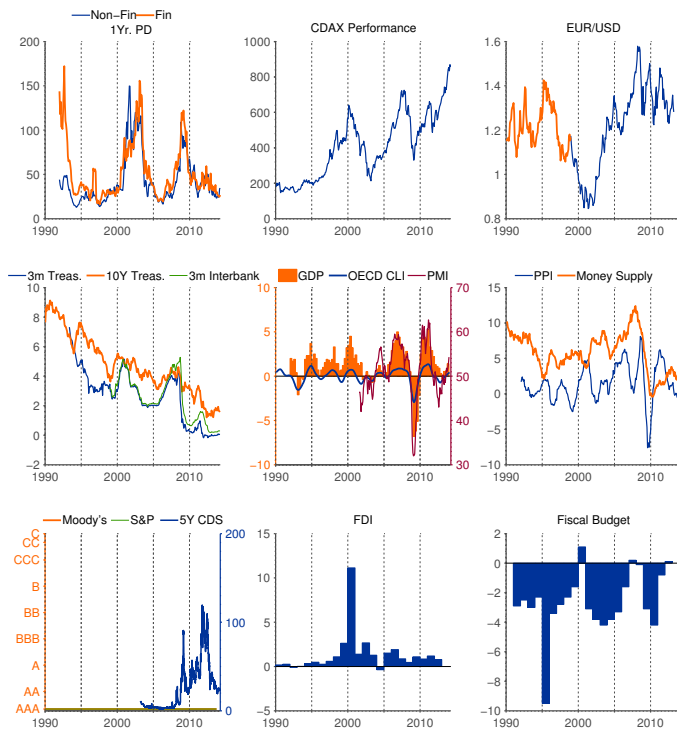 Non−Fin Fin
1Yr. PD
200
150
100
50
0
1990 2000 2010
CDAX Performance
1000
800
600
400
200
0
1990 2000 2010
EUR/USD
1.6
1.4
1.2
1
0.8
1990 2000 2010
3m Treas. 10Y Treas. 3m Interbank
10
8
6
4
2
0
−2
1990 2000 2010
GDP OECD CLI PMI
10 70
5 60
0 50
−5 40
−10 30
1990 2000 2010
PPI Money Supply
15
10
5
0
−5
−10
1990 2000 2010
Moody's S&P 5Y CDS
C 200
CC
CCC
B
BB 100
BBB
A
AA
AAA 0
1990 2000 2010
FDI
15
10
5
0
−5
1990 2000 2010
Fiscal Budget
2
0
−2
−4
−6
−8
−10
1990 2000 2010